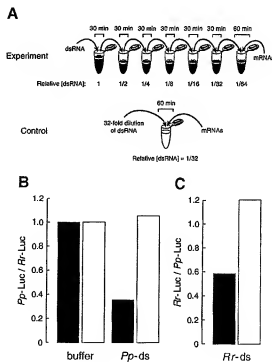 A
30 min 30 min 30 min 30 min 30 min 30 min 60 min
Experiment
dsRNA
mRNAs
Relative [dsRNA]: 1 1/2 1/4 1/8 1/16 1/32 1/64
60 min
Control
32-fold dilution of dsRNA
mRNAs
Relative [dsRNA] = 1/32
B
Pp-Luc / Rr-Luc
1.2
1.0
0.8
0.6
0.4
0.2
0
buffer
Pp-ds
C
Rr-Luc / Pp-Luc
1.2
1.0
0.8
0.6
0.4
0.2
0
Rr-ds